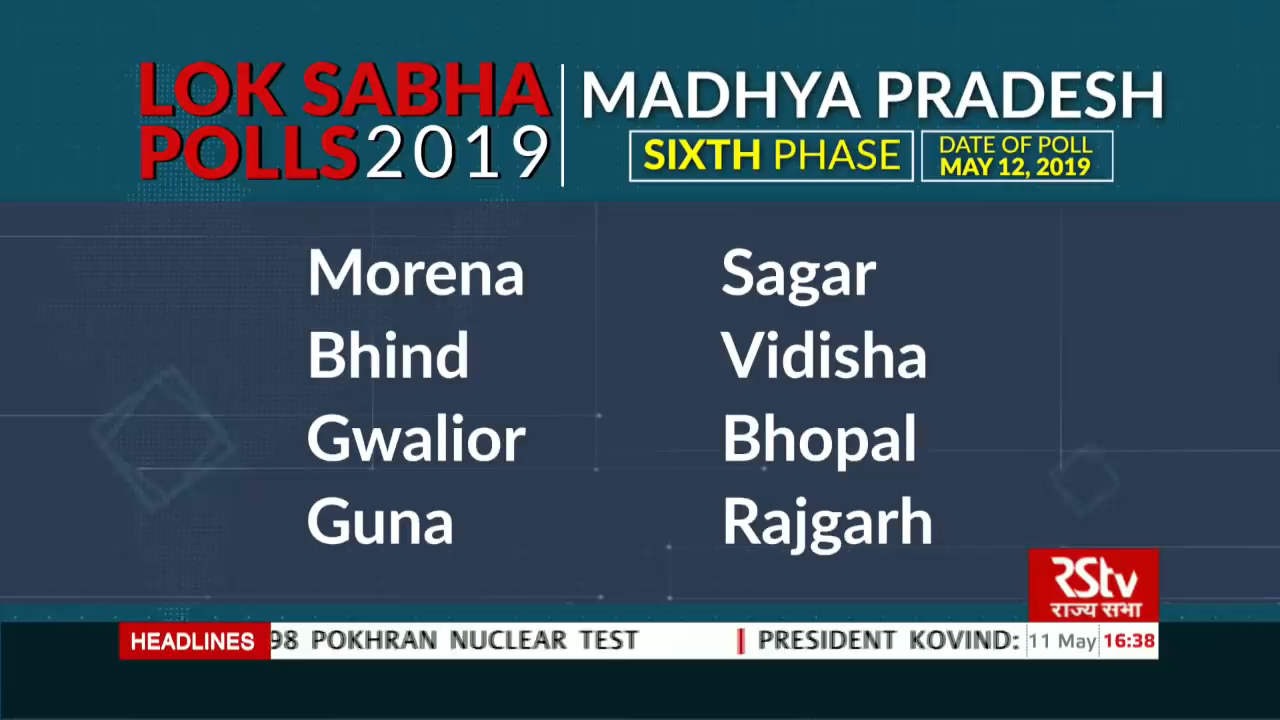 LOK SABHA
POLLS 2019
MADHYA PRADESH
SIXTH PHASE
DATE OF POLL
MAY 12, 2019
Morena
Bhind
Gwalior
Guna
Sagar
Vidisha
Bhopal
Rajgarh
RStv
राज्य सभा
HEADLINES 98 POKHRAN NUCLEAR TEST | PRESIDENT KOVIND: 11 May 16:38